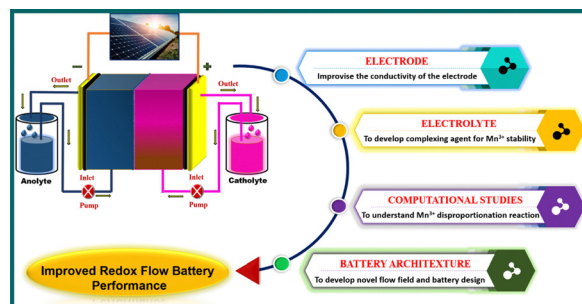 −
+
Outlet
Outlet
Anolyte
Inlet
Pump
Inlet
Pump
Catholyte
ELECTRODE
Improvise the conductivity of the electrode
ELECTROLYTE
To develop complexing agent for Mn³⁺ stability
COMPUTATIONAL STUDIES
To understand Mn³⁺ disproportionation reaction
BATTERY ARCHITEXTURE
To develop novel flow field and battery design
Improved Redox Flow Battery
Performance